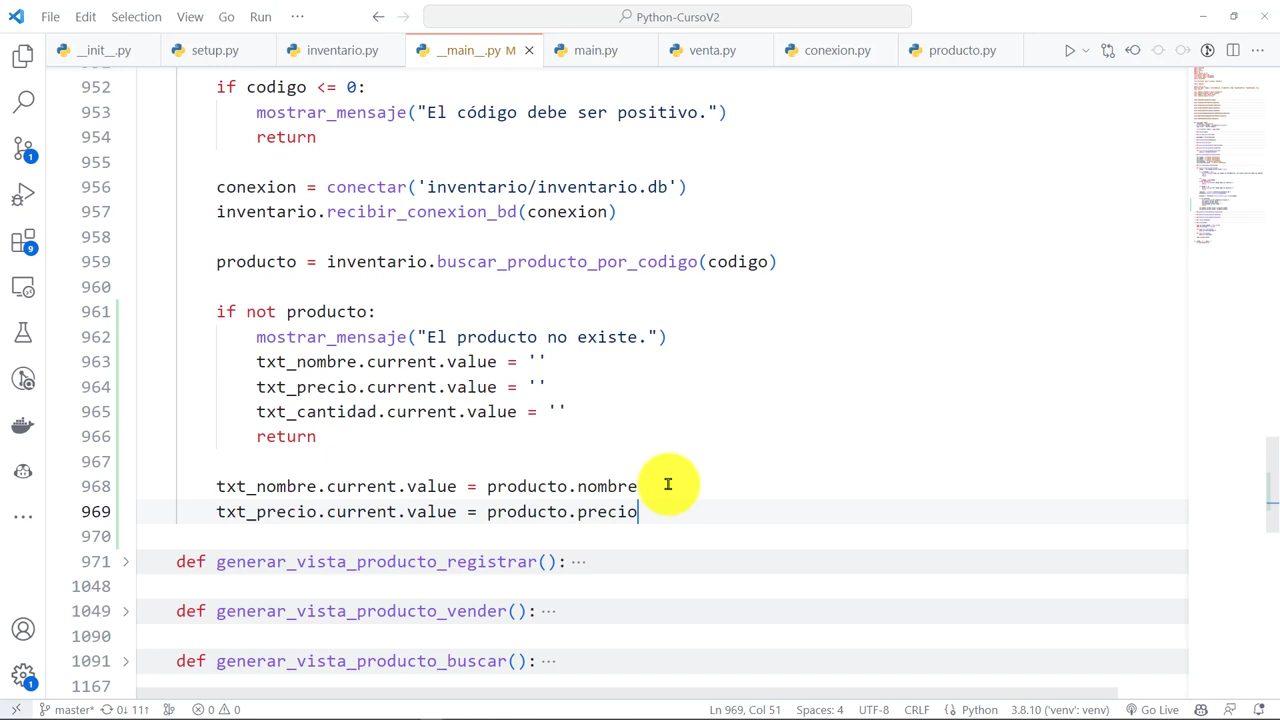 File Edit Selection View Go Run ··· Python-CursoV2
__init__.py setup.py inventario.py __main__.py M main.py venta.py conexion producto.py
if codigo 0:
953 mostrar_mensaje("El código debe ser positivo.")
954 return
955
956 conexion = conectar('inventario/inventario.db')
957 inventario. conexion conexi
958
959 producto = inventario.buscar_producto_por_codigo(codigo)
960
961 if not producto:
962 mostrar_mensaje("El producto no existe.")
963 txt_nombre.current.value = ''
964 txt_precio.current.value = ''
965 txt_cantidad.current.value = ''
966 return
967
968 txt_nombre.current.value = producto.nombre
969 txt_precio.current.value = producto.precio
970
971 def generar_vista_producto_registrar(): ···
1048
1049 def generar_vista_producto_vender(): ···
1090
1091 def generar_vista_producto_buscar(): ···
1167
1
9
1
master* 0↓ 11↑ 0 0 Ln 969, Col 51 Spaces: 4 UTF-8 CRLF Python 3.8.10 ('venv': venv) Go Live